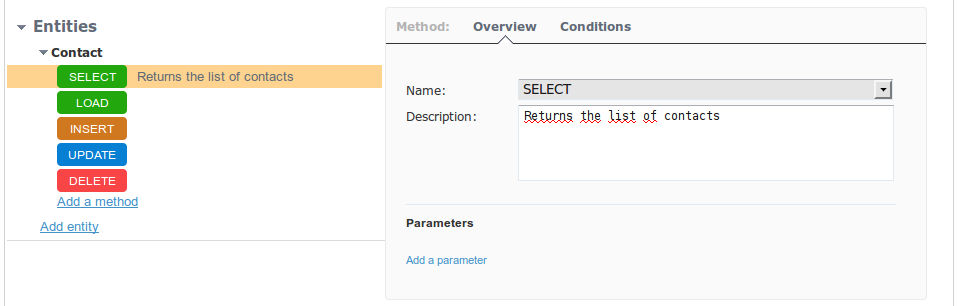 Entities
Contact
SELECT Returns the list of contacts
LOAD
INSERT
UPDATE
DELETE
Add a method
Add entity
Method: Overview Conditions
Name: SELECT
Description: Returns the list of contacts
Parameters
Add a parameter